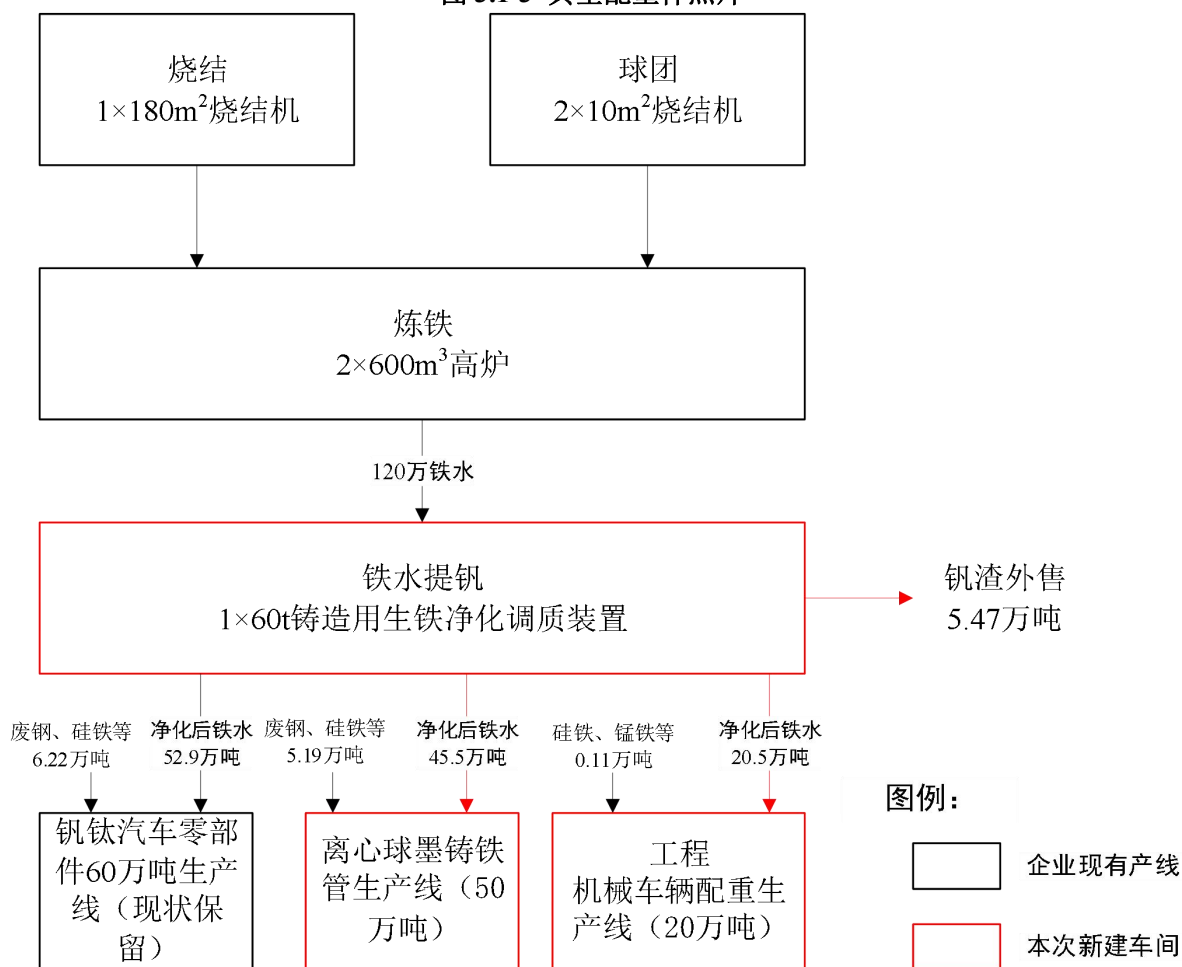 烧结
1×180m²烧结机
球团
2×10m²烧结机
炼铁
2×600m³高炉
120万铁水
铁水提钒
1×60t铸造用生铁净化调质装置
钒渣外售
5.47万吨
废钢、硅铁等
6.22万吨
净化后铁水
52.9万吨
废钢、硅铁等
5.19万吨
净化后铁水
45.5万吨
硅铁、锰铁等
0.11万吨
净化后铁水
20.5万吨
钒钛汽车零部
件60万吨生产
线（现状保
留）
离心球墨铸铁
管生产线（50
万吨）
工程
机械车辆配重生
产线（20万吨）
图例：
企业现有产线
本次新建车间